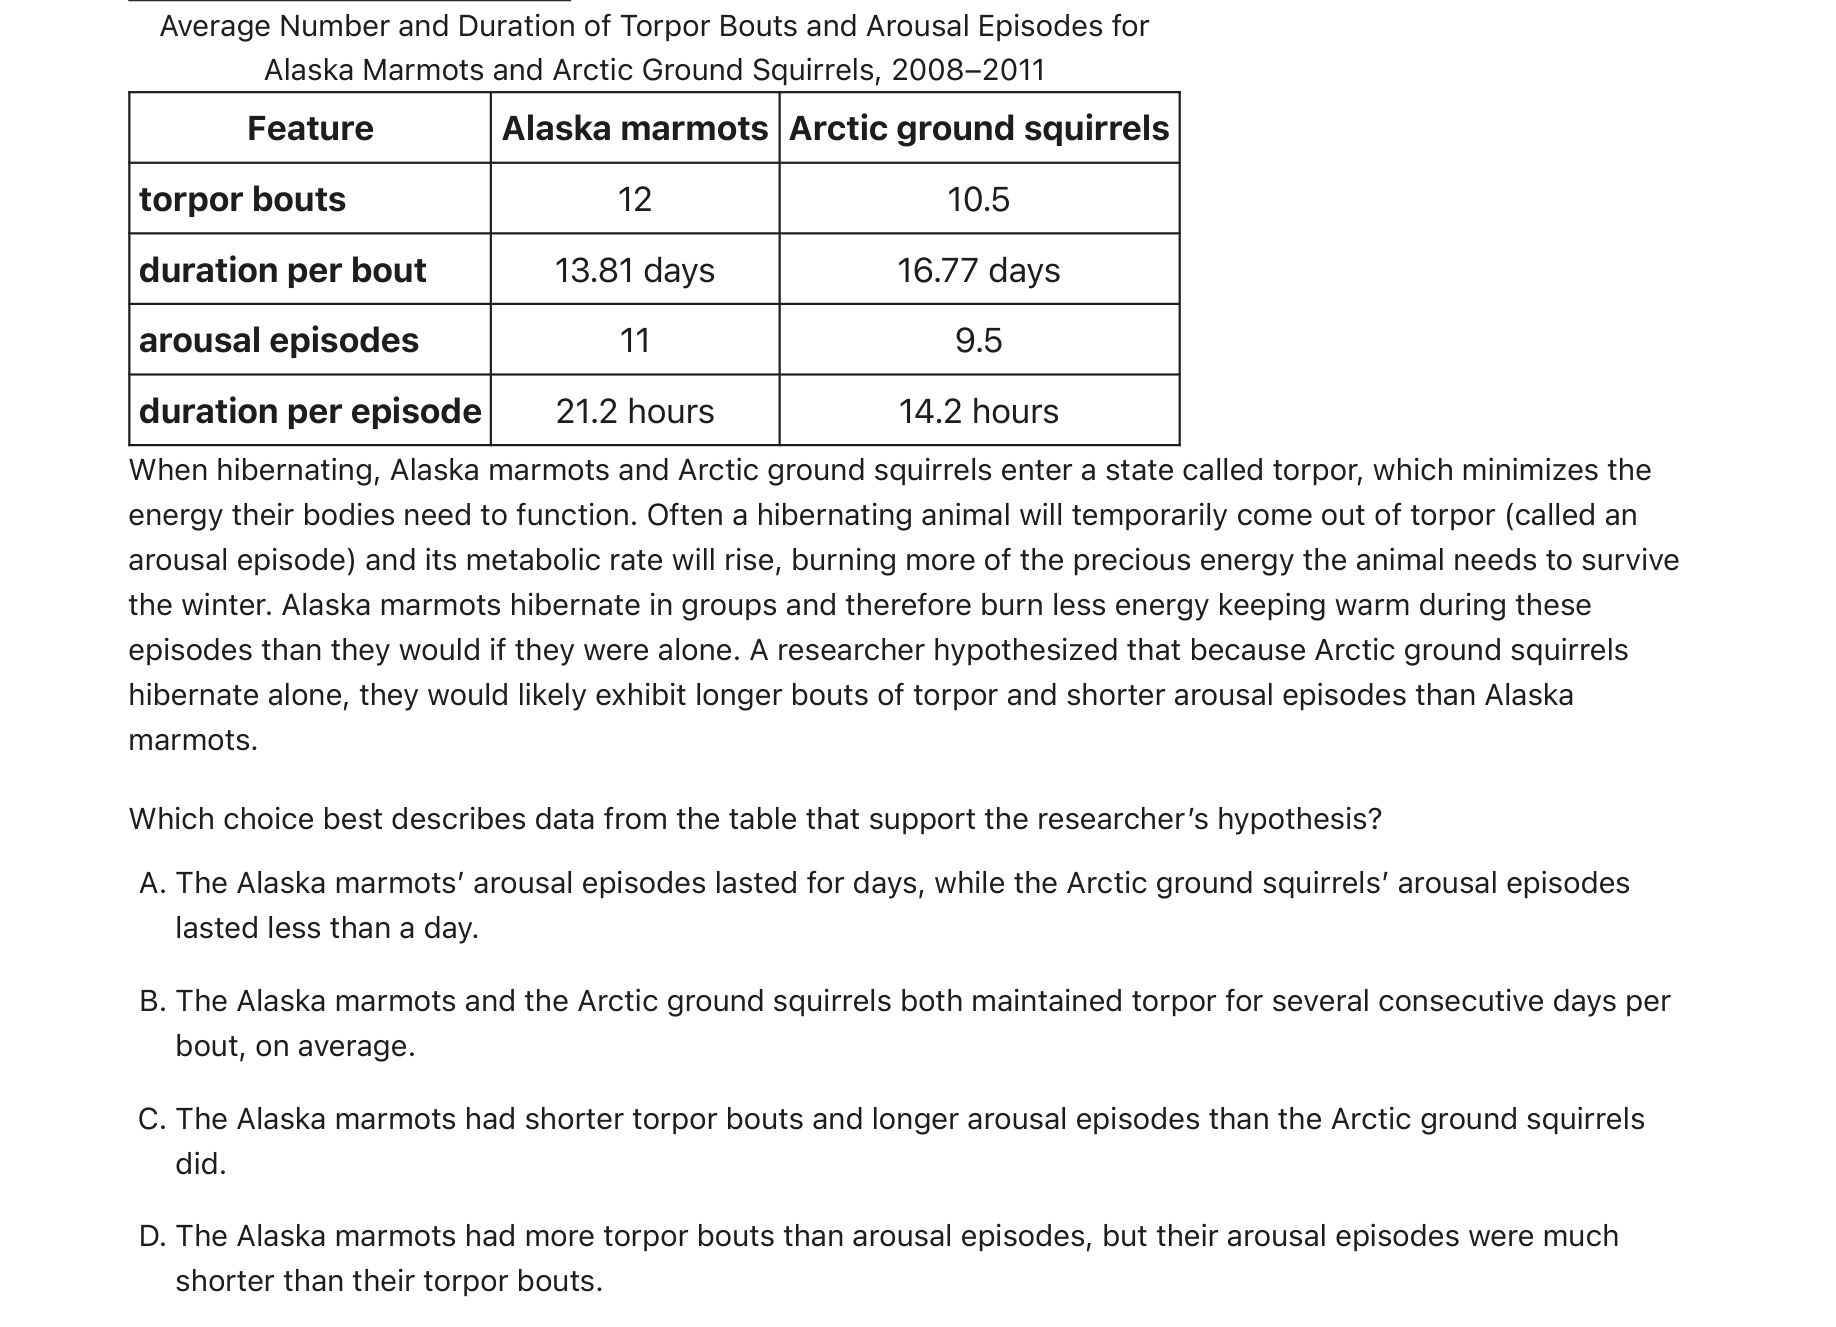 Average Number and Duration of Torpor Bouts and Arousal Episodes for
Alaska Marmots and Arctic Ground Squirrels, 2008–2011
Feature Alaska marmots Arctic ground squirrels
torpor bouts 12 10.5
duration per bout 13.81 days 16.77 days
arousal episodes 11 9.5
duration per episode 21.2 hours 14.2 hours
When hibernating, Alaska marmots and Arctic ground squirrels enter a state called torpor, which minimizes the
energy their bodies need to function. Often a hibernating animal will temporarily come out of torpor (called an
arousal episode) and its metabolic rate will rise, burning more of the precious energy the animal needs to survive
the winter. Alaska marmots hibernate in groups and therefore burn less energy keeping warm during these
episodes than they would if they were alone. A researcher hypothesized that because Arctic ground squirrels
hibernate alone, they would likely exhibit longer bouts of torpor and shorter arousal episodes than Alaska
marmots.
Which choice best describes data from the table that support the researcher’s hypothesis?
A. The Alaska marmots’ arousal episodes lasted for days, while the Arctic ground squirrels’ arousal episodes
lasted less than a day.
B. The Alaska marmots and the Arctic ground squirrels both maintained torpor for several consecutive days per
bout, on average.
C. The Alaska marmots had shorter torpor bouts and longer arousal episodes than the Arctic ground squirrels
did.
D. The Alaska marmots had more torpor bouts than arousal episodes, but their arousal episodes were much
shorter than their torpor bouts.